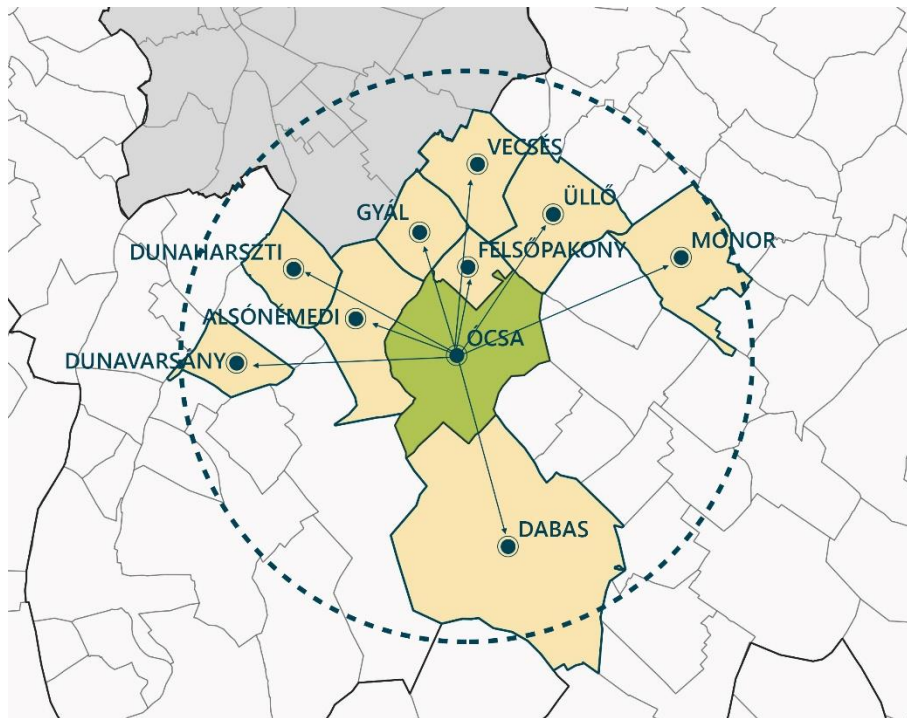 VECSÉS
ÜLLŐ
GYÁL
DUNAHARSZTI
FELSŐPAKONY
MONOR
ALSÓNÉMEDI
ÓCSA
DUNAVARSÁNY
DABAS